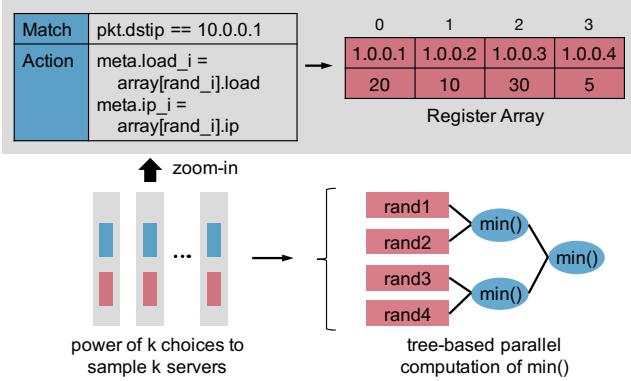 Match
pkt.dstip == 10.0.0.1
Action
meta.load_i =
array[rand_i].load
meta.ip_i =
array[rand_i].ip
0 1 2 3
1.0.0.1 1.0.0.2 1.0.0.3 1.0.0.4
20 10 30 5
Register Array
zoom-in
...
rand1
rand2
rand3
rand4
min()
min()
min()
power of k choices to
sample k servers
tree-based parallel
computation of min()